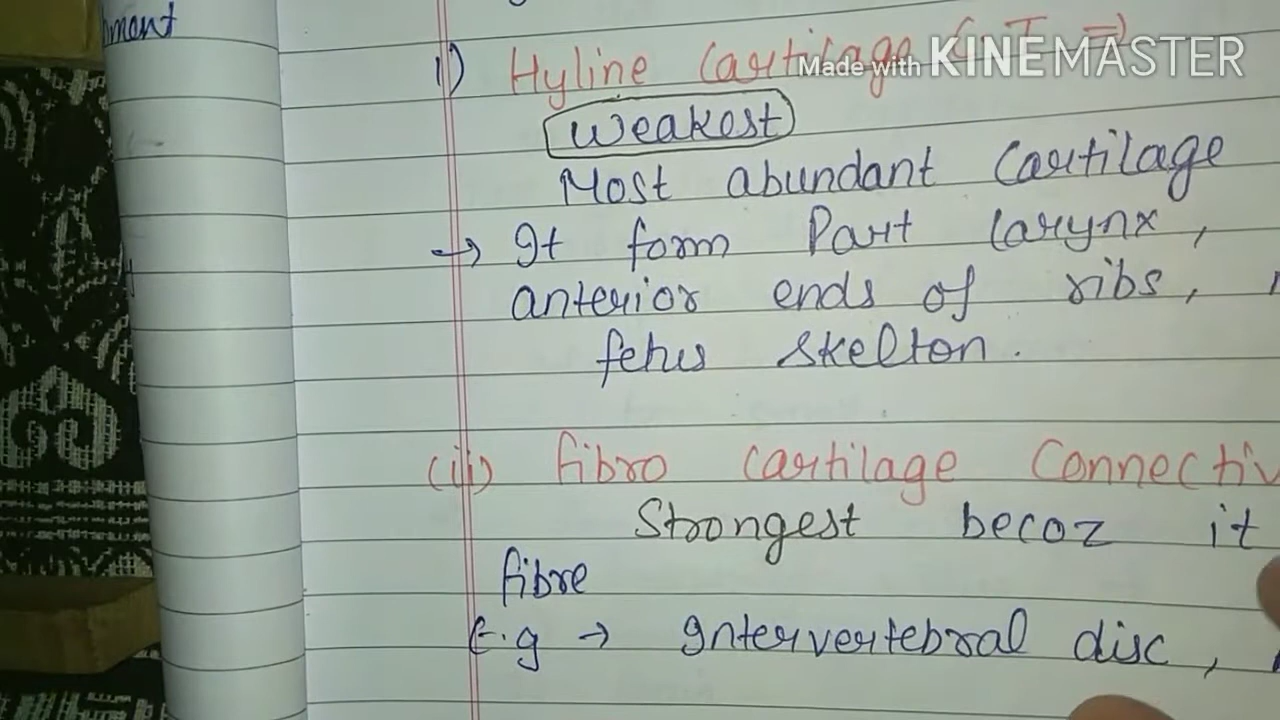 ment
Made with KINEMASTER
1) Hyline Cartilage C.T =)
Weakest
Most abundant Cartilage
→ It form Part larynx,
anterior ends of ribs,
fetus skelton.
(ii) fibro cartilage Connectiv
Strongest becoz it
fibre
E.g → Intervertebral disc,